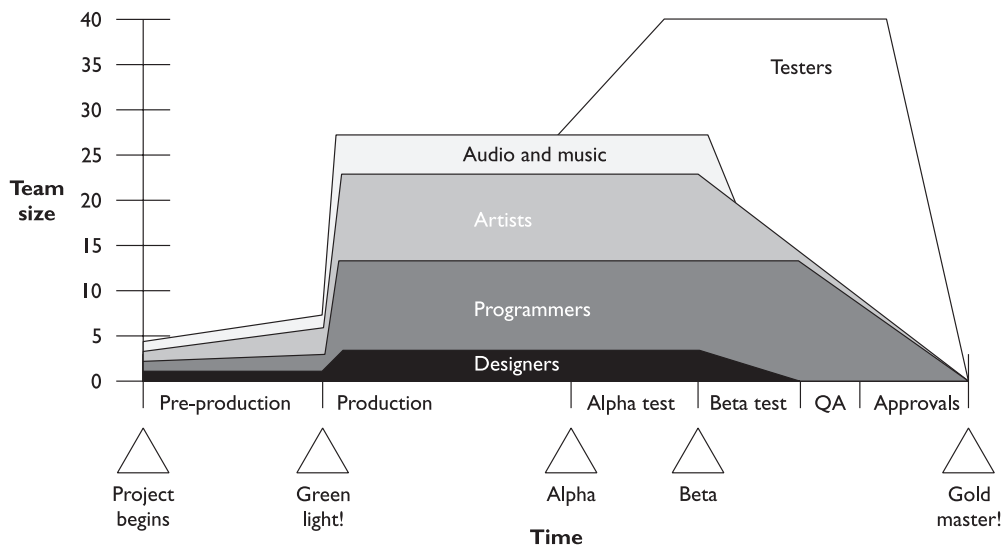 40
35
30
25
20
15
10
5
0
Team
size
Testers
Audio and music
Artists
Programmers
Designers
Pre-production
Production
Alpha test
Beta test
QA
Approvals
Project
begins
Green
light!
Alpha
Beta
Gold
master!
Time